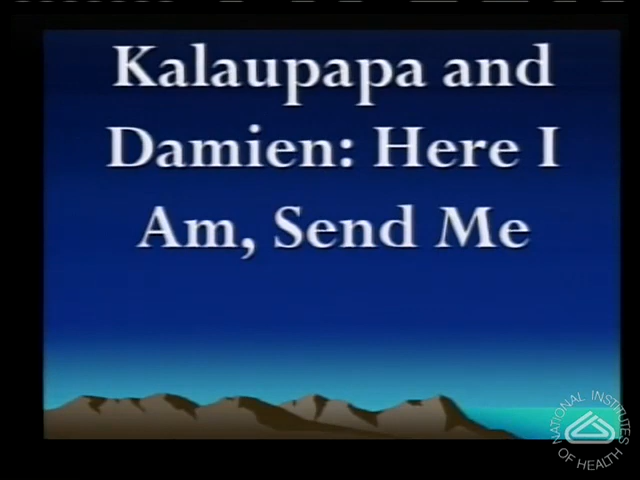 Kalaupapa and
Damien: Here I
Am, Send Me
NATIONAL INSTITUTES
OF HEALTH